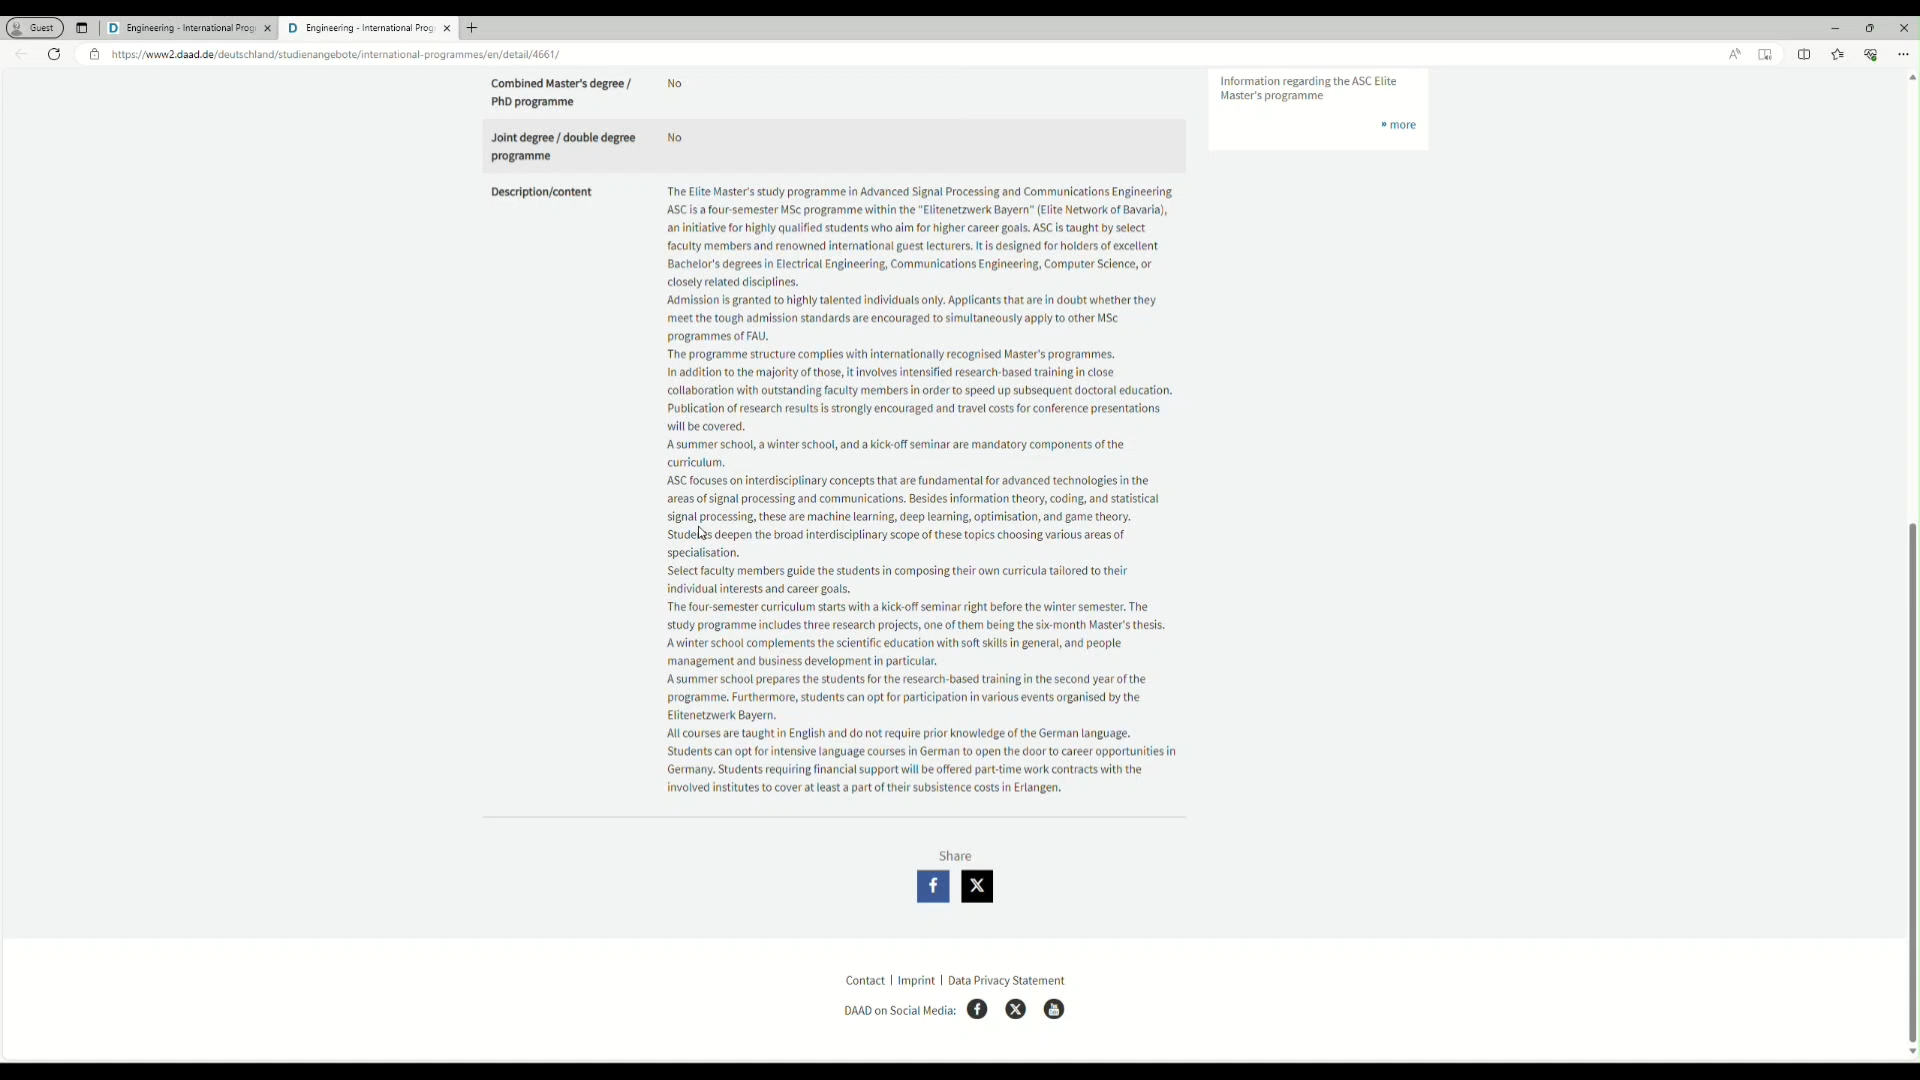 Guest
Engineering - International Prog
Engineering - International Prog
https://www2.daad.de/deutschland/studienangebote/international-programmes/en/detail/4661/
Combined Master's degree /
PhD programme
No
Joint degree / double degree
programme
No
Description/content
The Elite Master's study programme in Advanced Signal Processing and Communications Engineering
ASC is a four-semester MSc programme within the "Elitenetzwerk Bayern" (Elite Network of Bavaria),
an initiative for highly qualified students who aim for higher career goals. ASC is taught by select
faculty members and renowned international guest lecturers. It is designed for holders of excellent
Bachelor's degrees in Electrical Engineering, Communications Engineering, Computer Science, or
closely related disciplines.
Admission is granted to highly talented individuals only. Applicants that are in doubt whether they
meet the tough admission standards are encouraged to simultaneously apply to other MSc
programmes of FAU.
The programme structure complies with internationally recognised Master's programmes.
In addition to the majority of those, it involves intensified research-based training in close
collaboration with outstanding faculty members in order to speed up subsequent doctoral education.
Publication of research results is strongly encouraged and travel costs for conference presentations
will be covered.
A summer school, a winter school, and a kick-off seminar are mandatory components of the
curriculum.
ASC focuses on interdisciplinary concepts that are fundamental for advanced technologies in the
areas of signal processing and communications. Besides information theory, coding, and statistical
signal processing, these are machine learning, deep learning, optimisation, and game theory.
Students deepen the broad interdisciplinary scope of these topics choosing various areas of
specialisation.
Select faculty members guide the students in composing their own curricula tailored to their
individual interests and career goals.
The four-semester curriculum starts with a kick-off seminar right before the winter semester. The
study programme includes three research projects, one of them being the six-month Master's thesis.
A winter school complements the scientific education with soft skills in general, and people
management and business development in particular.
A summer school prepares the students for the research-based training in the second year of the
programme. Furthermore, students can opt for participation in various events organised by the
Elitenetzwerk Bayern.
All courses are taught in English and do not require prior knowledge of the German language.
Students can opt for intensive language courses in German to open the door to career opportunities in
Germany. Students requiring financial support will be offered part-time work contracts with the
involved institutes to cover at least a part of their subsistence costs in Erlangen.
Information regarding the ASC Elite
Master's programme
» more
Share
Contact | Imprint | Data Privacy Statement
DAAD on Social Media: